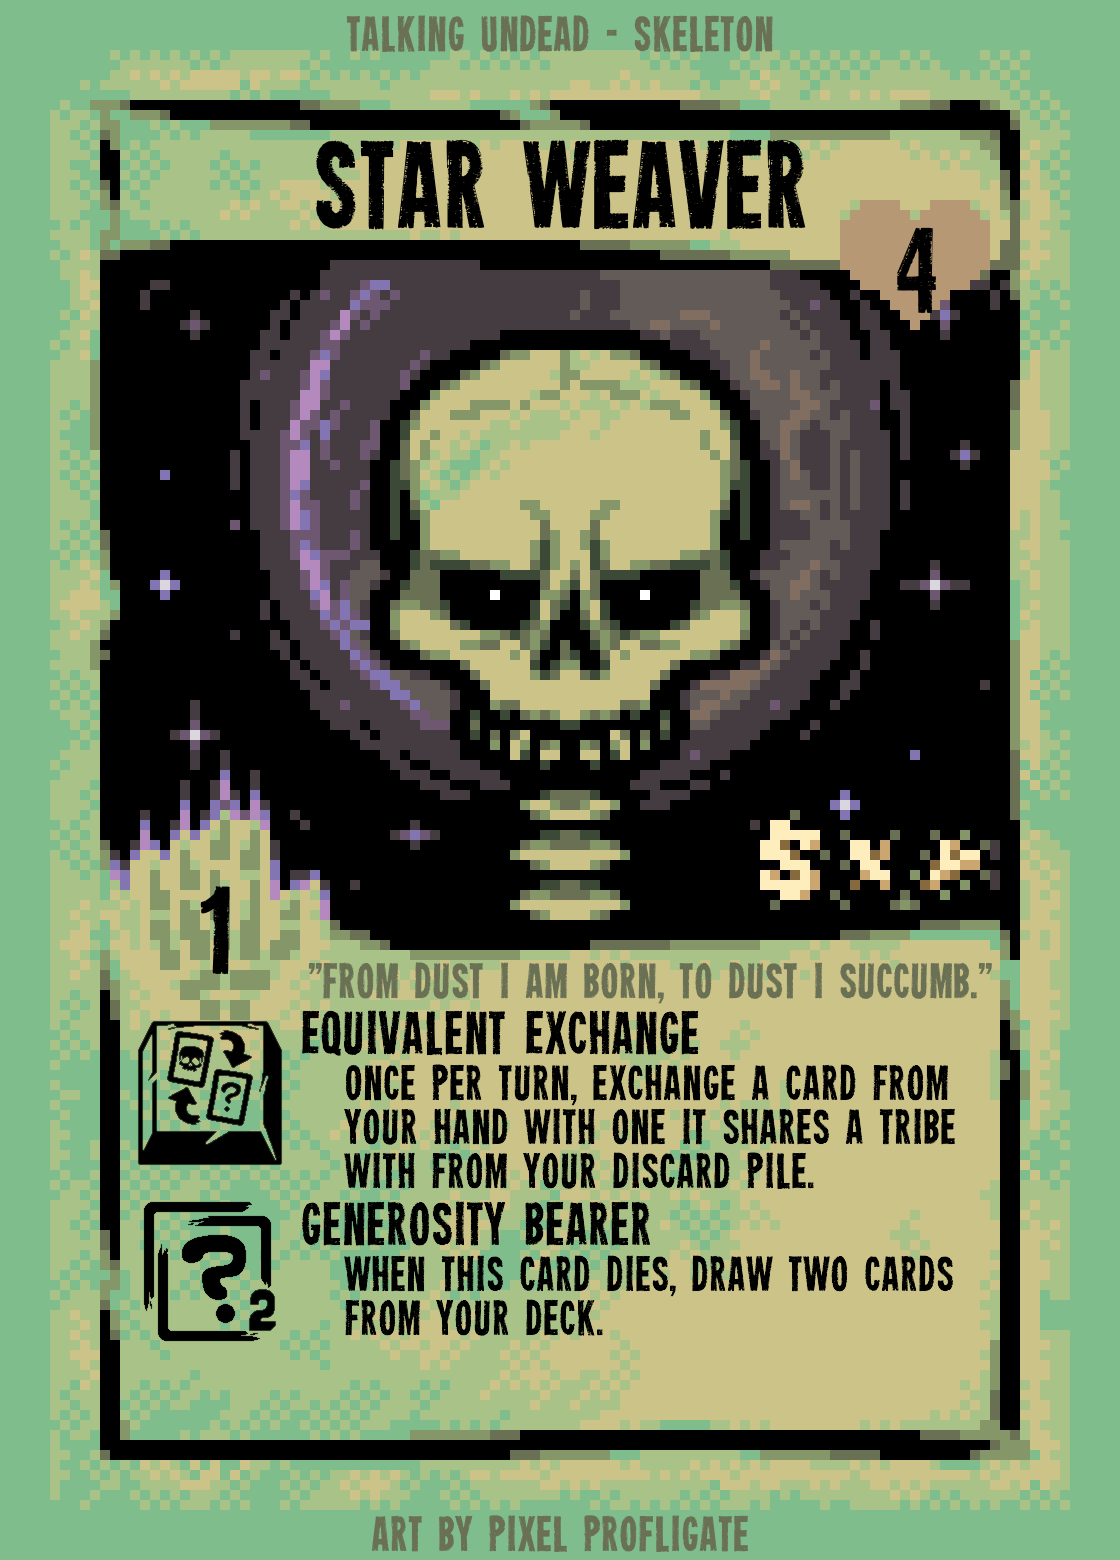 TALKING UNDEAD - SKELETON
STAR WEAVER
4
5 X
1
"FROM DUST I AM BORN, TO DUST I SUCCUMB."
EQUIVALENT EXCHANGE
ONCE PER TURN, EXCHANGE A CARD FROM
YOUR HAND WITH ONE IT SHARES A TRIBE
WITH FROM YOUR DISCARD PILE.
GENEROSITY BEARER
?
2
WHEN THIS CARD DIES, DRAW TWO CARDS
FROM YOUR DECK.
ART BY PIXEL PROFLIGATE